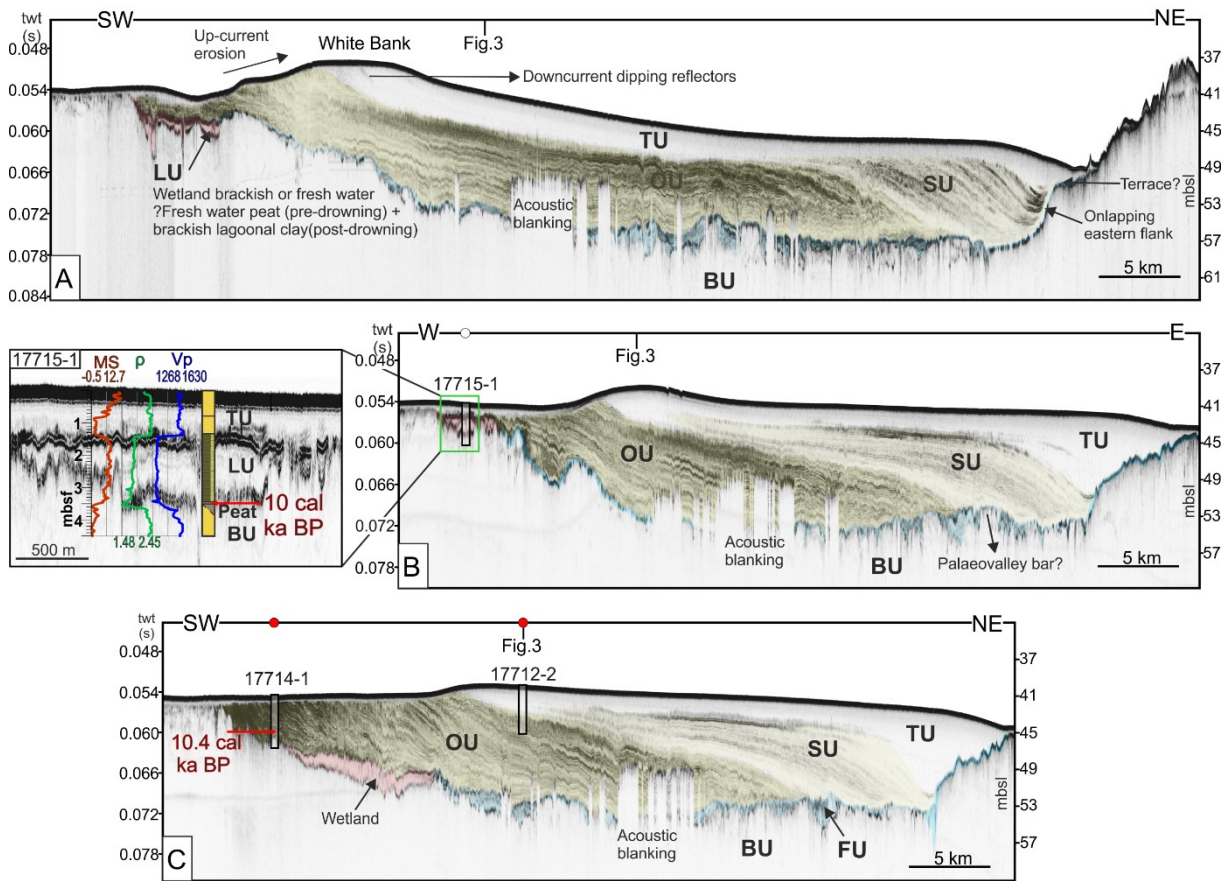 twt
(s)
SW
NE
Fig.3
Up-current
erosion
White Bank
Downcurrent dipping reflectors
0.048
0.054
0.060
0.066
0.072
0.078
0.084
37
41
45
49
53
57
61
mbsl
TU
LU
OU
SU
BU
Wetland brackish or fresh water
?Fresh water peat (pre-drowning) +
brackish lagoonal clay(post-drowning)
Acoustic
blanking
Terrace?
Onlapping
eastern flank
5 km
A
17715-1
MS
ρ
Vp
-0.5 12.7
1268 1630
1
2
3
4
mbsf
TU
LU
Peat
BU
10 cal
ka BP
1.48 2.45
500 m
twt
(s)
W
E
Fig.3
17715-1
0.048
0.054
0.060
0.066
0.072
0.078
37
41
45
49
53
57
mbsl
OU
SU
TU
BU
Acoustic
blanking
Palaeovalley bar?
5 km
B
twt
(s)
SW
NE
Fig.3
17714-1
17712-2
0.048
0.054
0.060
0.066
0.072
0.078
37
41
45
49
53
57
mbsl
10.4 cal
ka BP
OU
SU
TU
Wetland
Acoustic
blanking
BU
FU
5 km
C